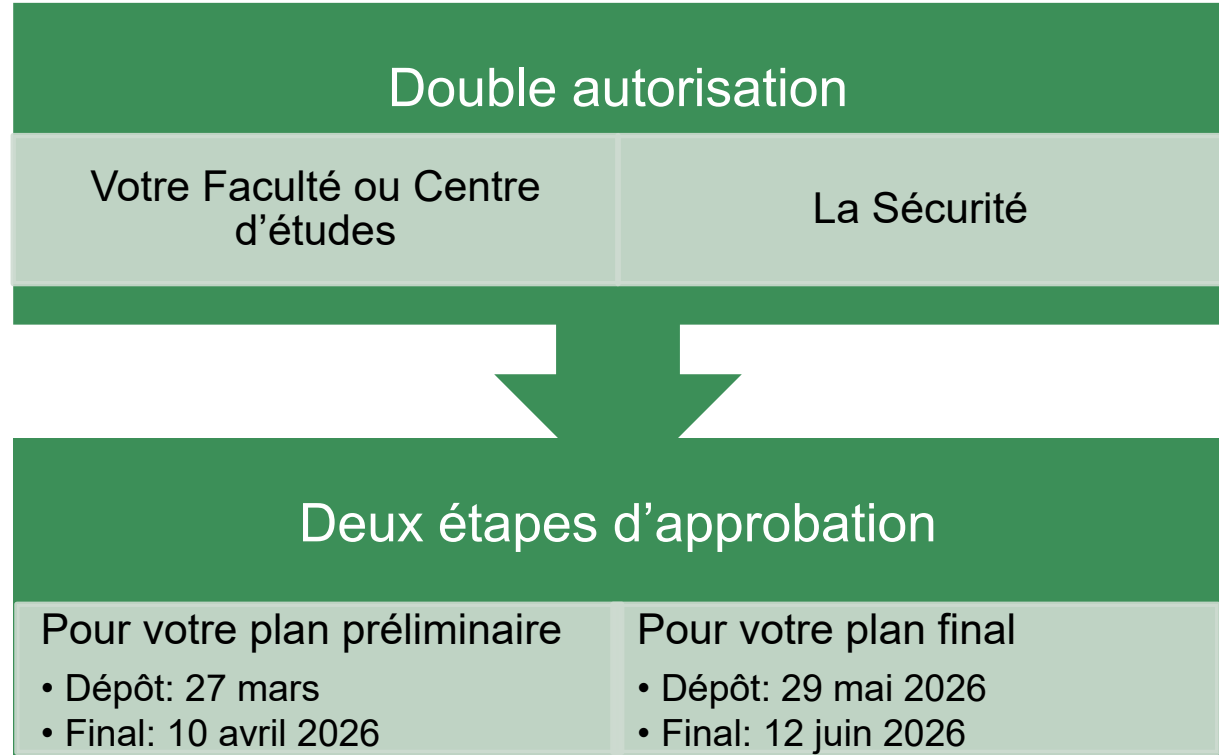 Double autorisation
Votre Faculté ou Centre
d’études
La Sécurité
Deux étapes d’approbation
Pour votre plan préliminaire
• Dépôt: 27 mars
• Final: 10 avril 2026
Pour votre plan final
• Dépôt: 29 mai 2026
• Final: 12 juin 2026